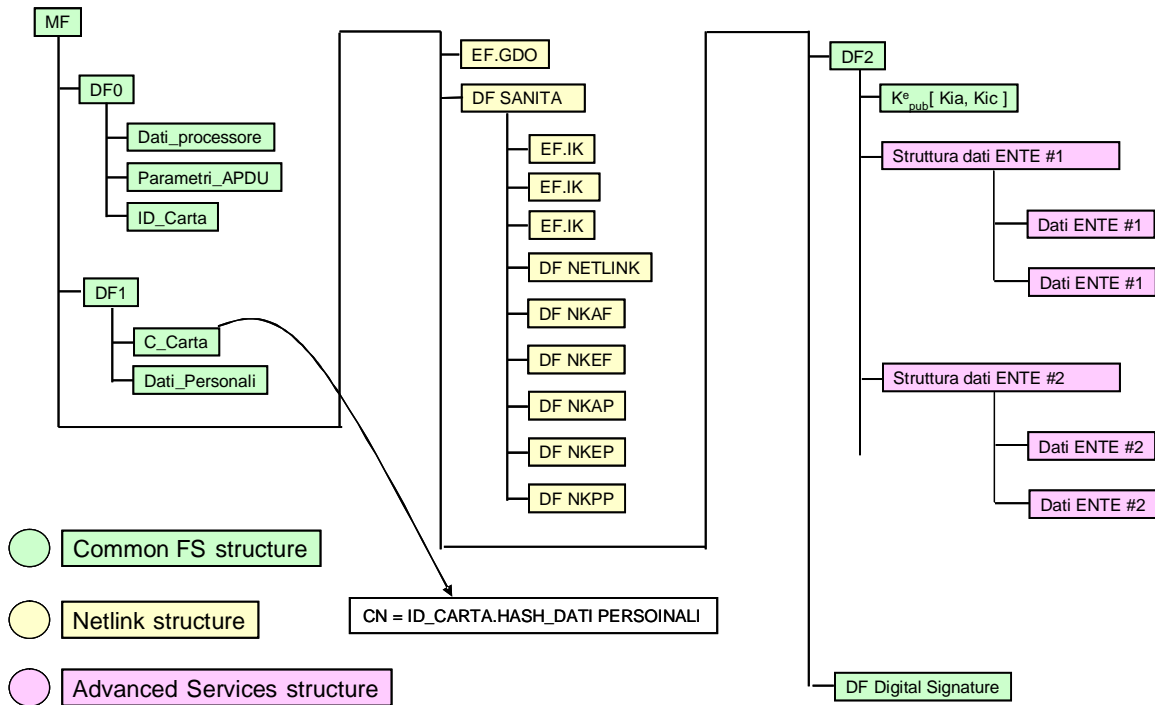 MF
DF0
Dati_processore
Parametri_APDU
ID_Carta
DF1
C_Carta
Dati_Personali
EF.GDO
DF SANITA
EF.IK
EF.IK
EF.IK
DF NETLINK
DF NKAF
DF NKEF
DF NKAP
DF NKEP
DF NKPP
DF2
Kepub[ Kia, Kic ]
Struttura dati ENTE #1
Dati ENTE #1
Dati ENTE #1
Struttura dati ENTE #2
Dati ENTE #2
Dati ENTE #2
DF Digital Signature
CN = ID_CARTA.HASH_DATI PERSOINALI
Common FS structure
Netlink structure
Advanced Services structure